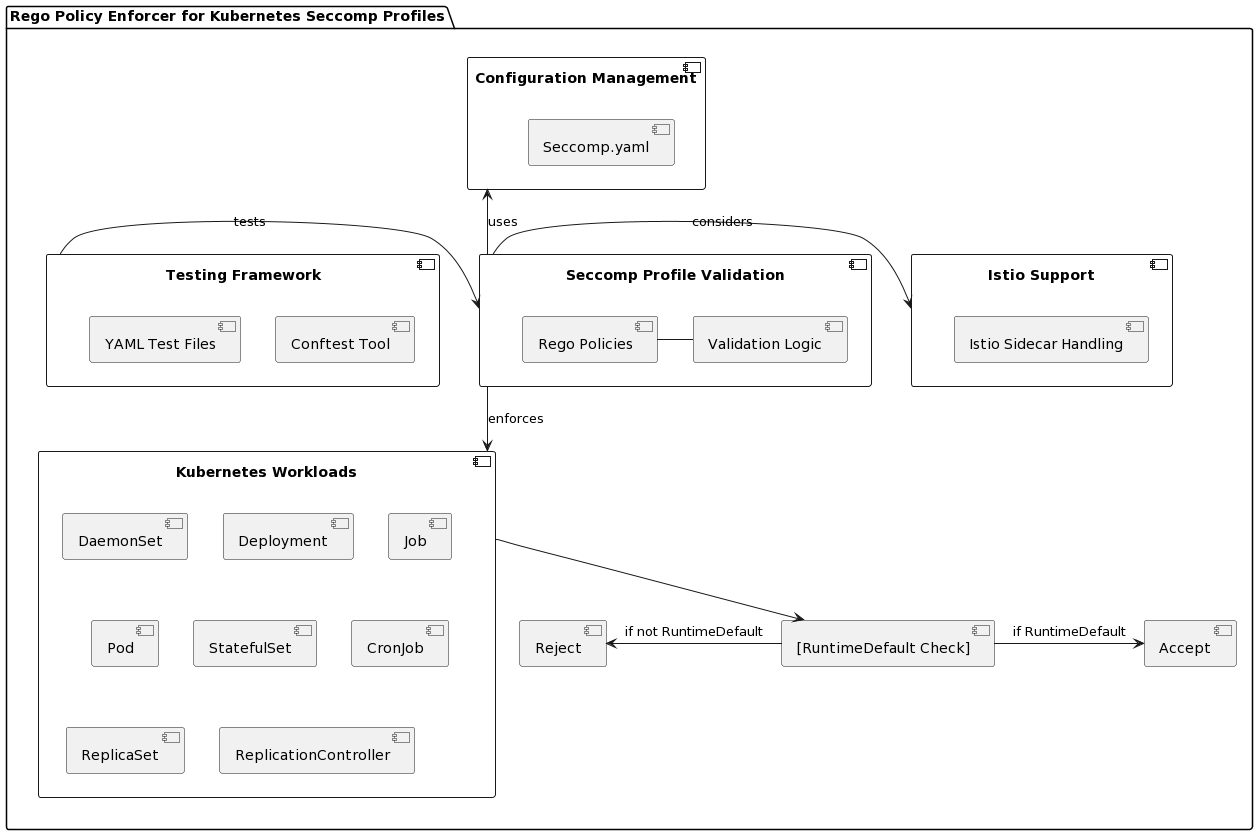 Rego Policy Enforcer for Kubernetes Seccomp Profiles
Configuration Management
Seccomp.yaml
tests
uses
considers
Testing Framework
YAML Test Files
Conftest Tool
Seccomp Profile Validation
Rego Policies
Validation Logic
Istio Support
Istio Sidecar Handling
enforces
Kubernetes Workloads
DaemonSet
Deployment
Job
Pod
StatefulSet
CronJob
ReplicaSet
ReplicationController
Reject
if not RuntimeDefault
[RuntimeDefault Check]
if RuntimeDefault
Accept